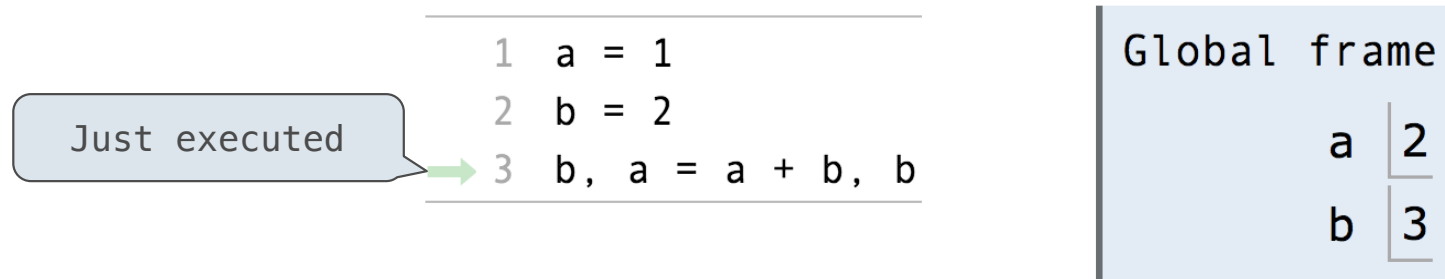 Just executed
1 a = 1
2 b = 2
3 b, a = a + b, b
Global frame
a 2
b 3